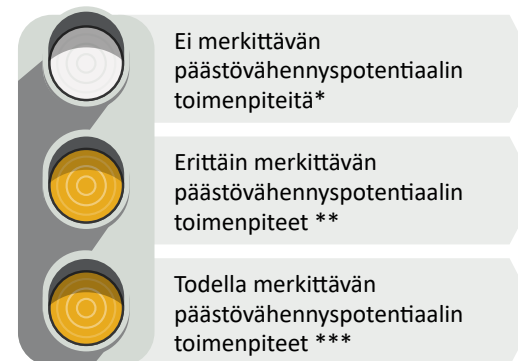 Ei merkittävän
päästövähennyspotentiaalin
toimenpiteitä*
Erittäin merkittävän
päästövähennyspotentiaalin
toimenpiteet **
Todella merkittävän
päästövähennyspotentiaalin
toimenpiteet ***